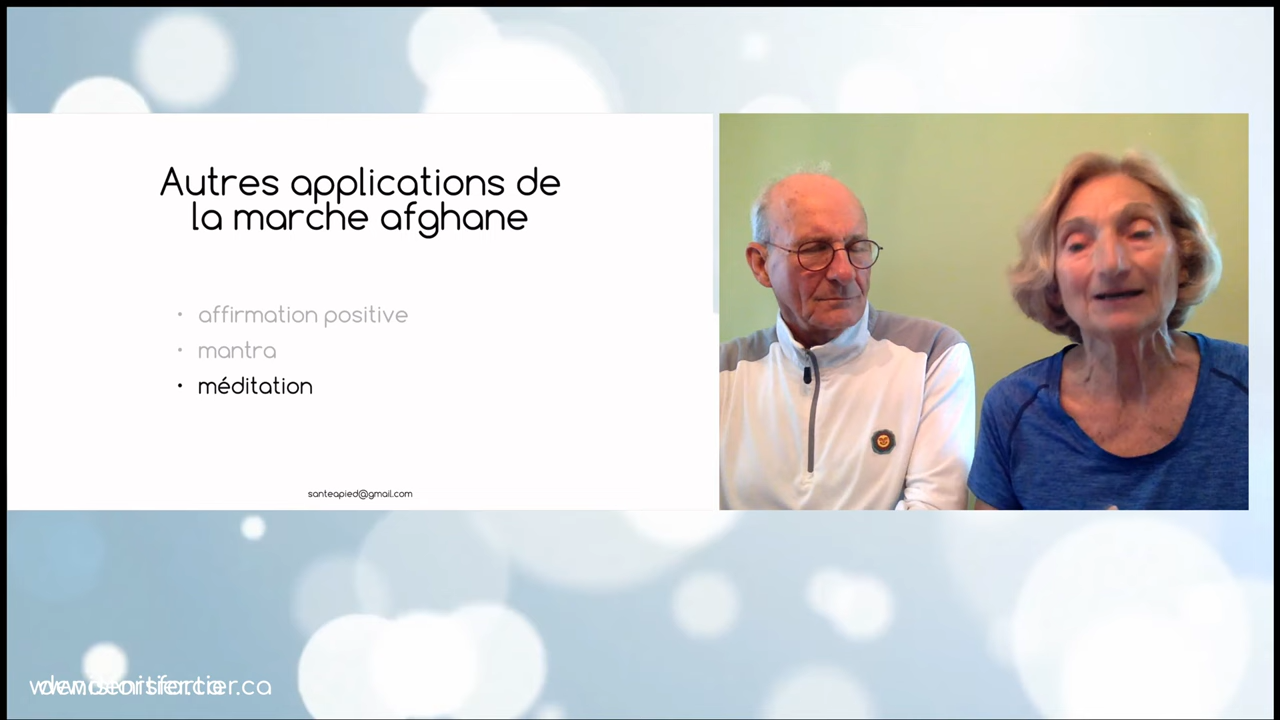 Autres applications de
la marche afghane
• affirmation positive
• mantra
• méditation
santeapied@gmail.com